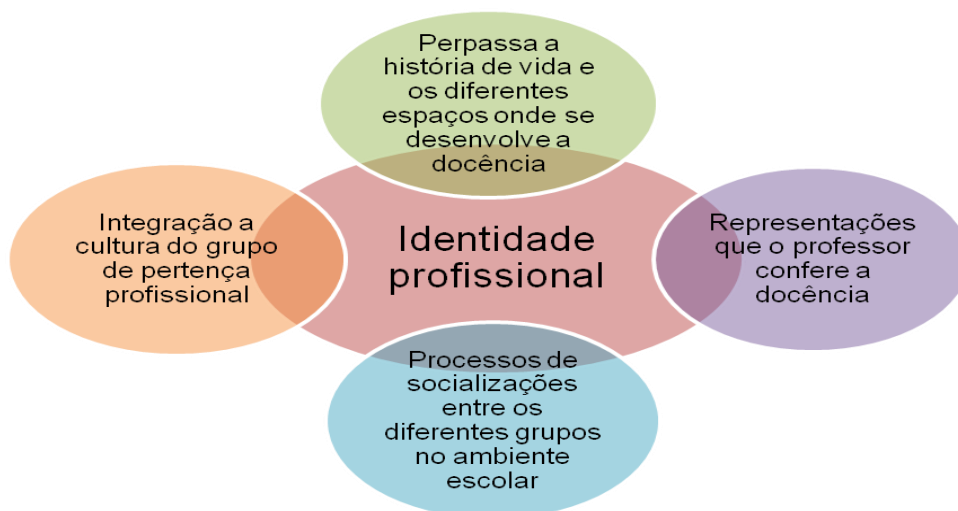 Perpassa a
história de vida e
os diferentes
espaços onde se
desenvolve a
docência
Integração a
cultura do grupo
de pertença
profissional
Identidade
profissional
Representações
que o professor
confere a
docência
Processos de
socializações
entre os
diferentes grupos
no ambiente
escolar